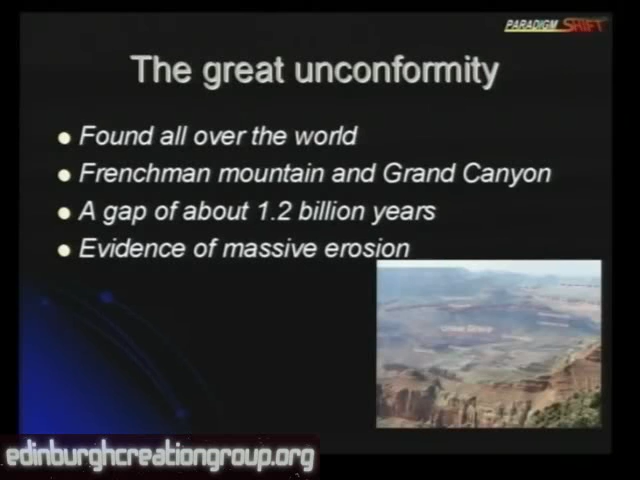 PARADIGM SHIFT
The great unconformity
Found all over the world
Frenchman mountain and Grand Canyon
A gap of about 1.2 billion years
Evidence of massive erosion
edinburghcreationgroup.org